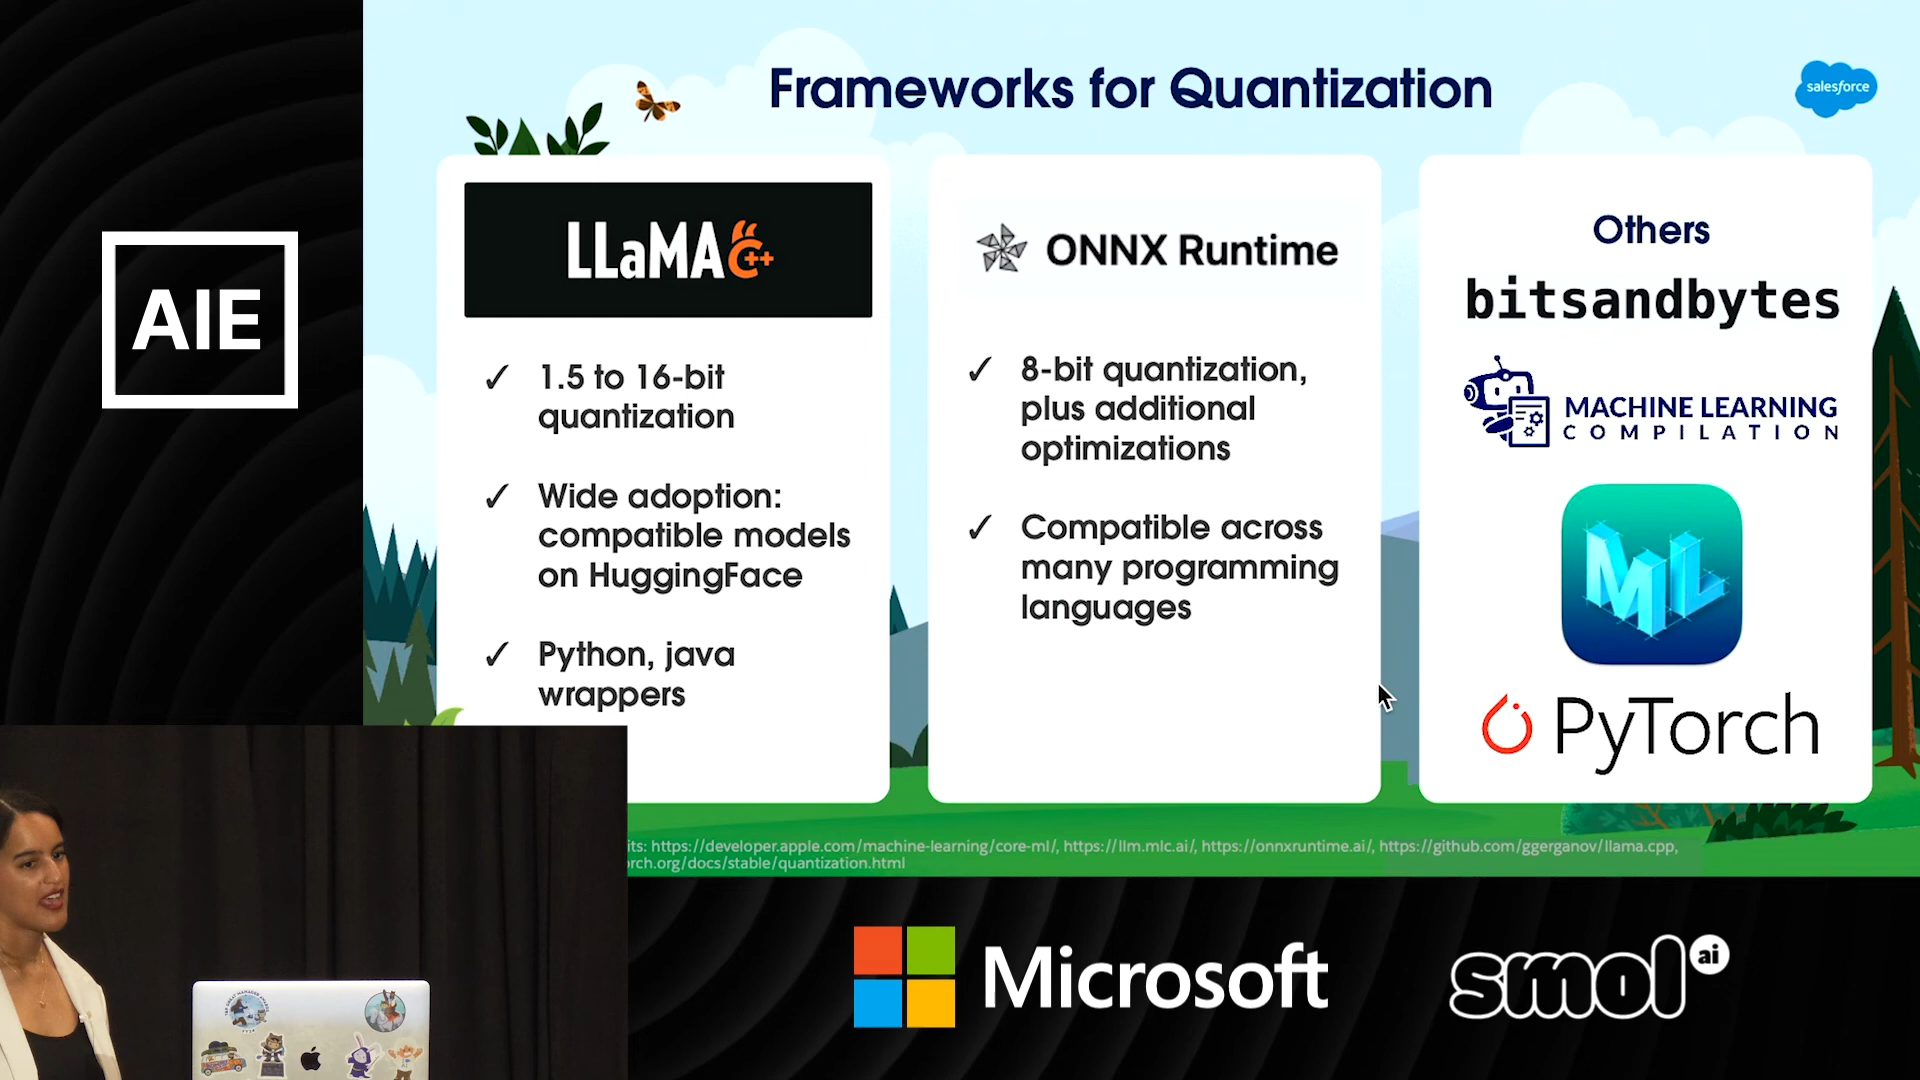 Frameworks for Quantization
salesforce
AIE
LLaMA C++
✓ 1.5 to 16-bit
quantization
✓ Wide adoption:
compatible models
on HuggingFace
✓ Python, java
wrappers
ONNX Runtime
✓ 8-bit quantization,
plus additional
optimizations
✓ Compatible across
many programming
languages
Others
bitsandbytes
MACHINE LEARNING
COMPILATION
ML
PyTorch
its: https://developer.apple.com/machine-learning/core-ml/, https://llm.mlc.ai/, https://onnxruntime.ai/, https://github.com/ggerganov/llama.cpp,
rch.org/docs/stable/quantization.html
Microsoft
smol ai